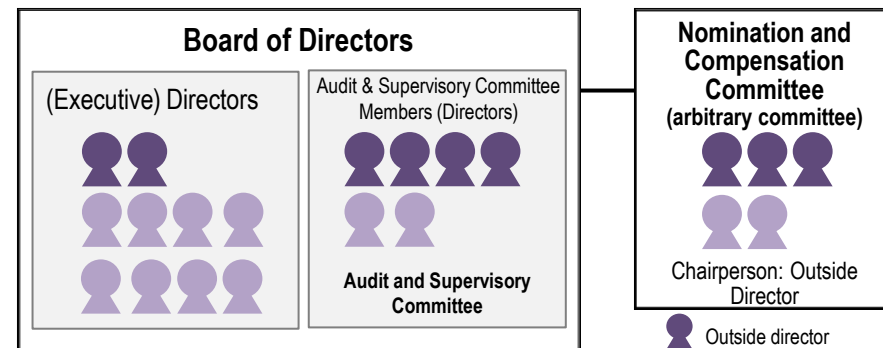 Board of Directors
(Executive) Directors
Audit & Supervisory Committee
Members (Directors)
Audit and Supervisory
Committee
Nomination and
Compensation
Committee
(arbitrary committee)
Chairperson: Outside
Director
Outside director